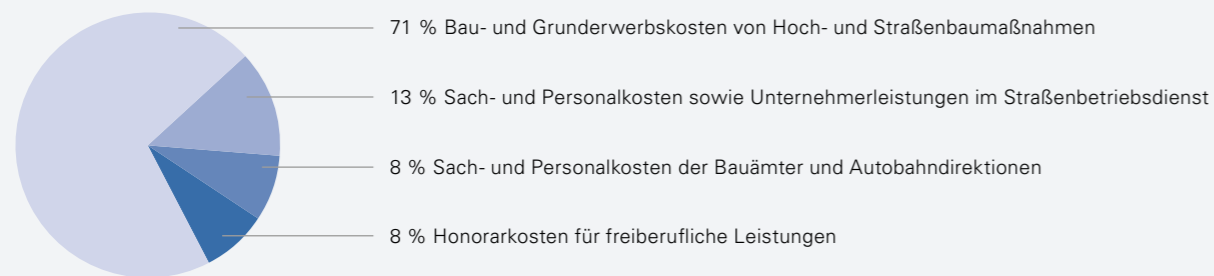 71 % Bau- und Grunderwerbskosten von Hoch- und Straßenbaumaßnahmen
13 % Sach- und Personalkosten sowie Unternehmerleistungen im Straßenbetriebsdienst
8 % Sach- und Personalkosten der Bauämter und Autobahndirektionen
8 % Honorarkosten für freiberufliche Leistungen